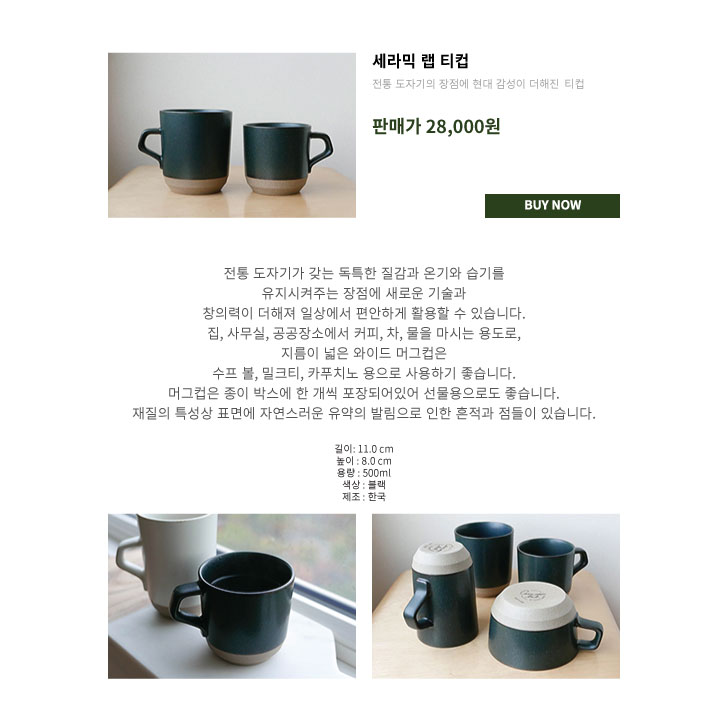 세라믹 랩 티컵
전통 도자기의 장점에 현대 감성이 더해진 티컵
판매가 28,000원
BUY NOW
전통 도자기가 갖는 독특한 질감과 온기와 습기를
유지시켜주는 장점에 새로운 기술과
창의력이 더해져 일상에서 편안하게 활용할 수 있습니다.
집, 사무실, 공공장소에서 커피, 차, 물을 마시는 용도로,
지름이 넓은 와이드 머그컵은
수프 볼, 밀크티, 카푸치노 용으로 사용하기 좋습니다.
머그컵은 종이 박스에 한 개씩 포장되어있어 선물용으로도 좋습니다.
재질의 특성상 표면에 자연스러운 유약의 발림으로 인한 흔적과 점들이 있습니다.
길이: 11.0 cm
높이 : 8.0 cm
용량 : 500ml
색상 : 블랙
제조 : 한국